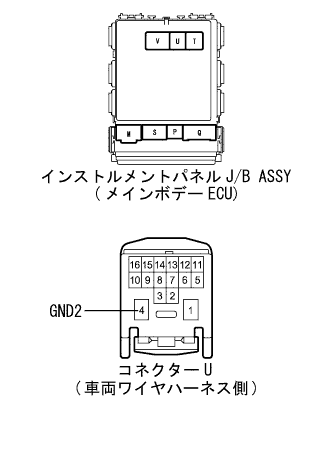 V U T
M S P Q
インストルメントパネル J/B ASSY
(メインボデー ECU)
16 15 14 13 12 11
10 9 8 7 6 5
3 2
GND2 4 1
コネクター U
(車両ワイヤハーネス側)